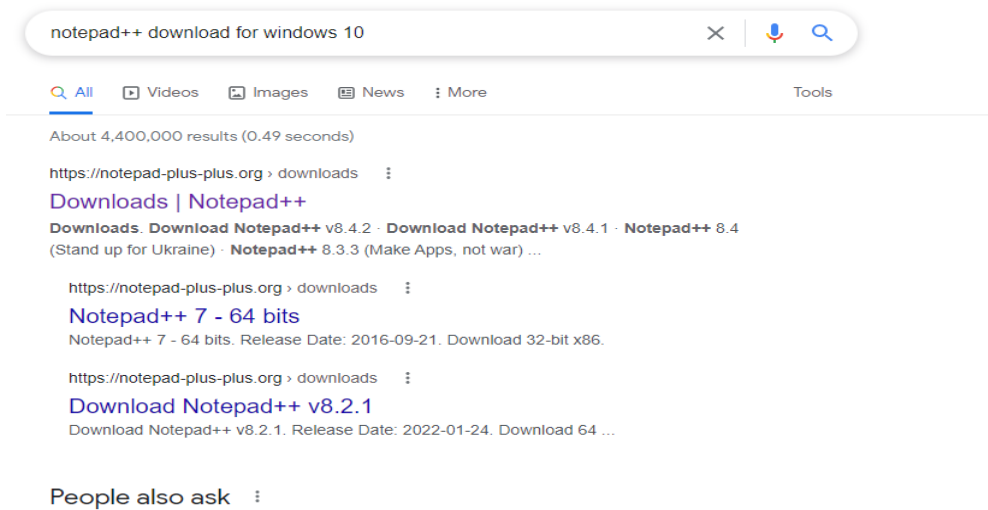 notepad++ download for windows 10
All Videos Images News More Tools
About 4,400,000 results (0.49 seconds)
https://notepad-plus-plus.org › downloads
Downloads | Notepad++
Downloads. Download Notepad++ v8.4.2 · Download Notepad++ v8.4.1 · Notepad++ 8.4
(Stand up for Ukraine) · Notepad++ 8.3.3 (Make Apps, not war) ...
https://notepad-plus-plus.org › downloads
Notepad++ 7 - 64 bits
Notepad++ 7 - 64 bits. Release Date: 2016-09-21. Download 32-bit x86.
https://notepad-plus-plus.org › downloads
Download Notepad++ v8.2.1
Download Notepad++ v8.2.1. Release Date: 2022-01-24. Download 64 ...
People also ask